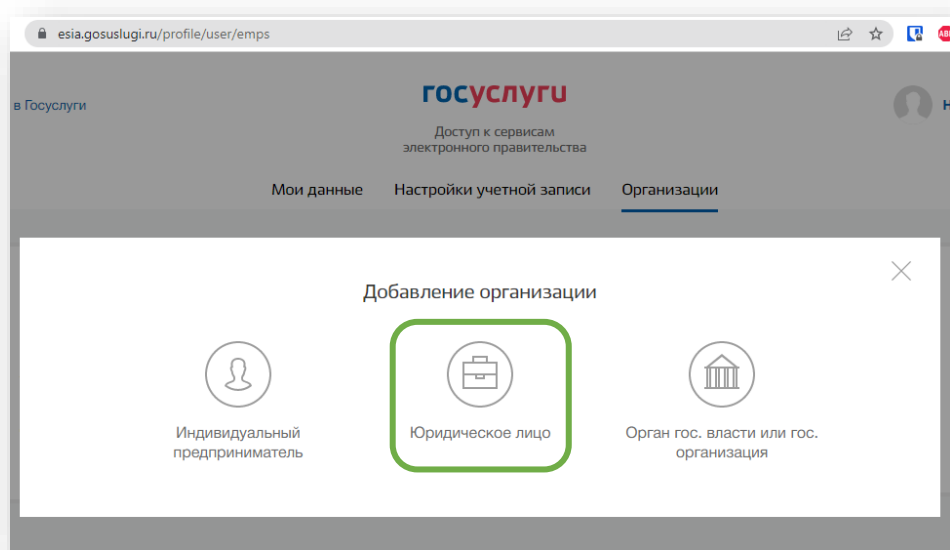 esia.gosuslugi.ru/profile/user/emps
ABP
в Госуслуги
госуслуги
Н
Доступ к сервисам
электронного правительства
Мои данные Настройки учетной записи Организации
Добавление организации
Индивидуальный
предприниматель
Юридическое лицо
Орган гос. власти или гос.
организация